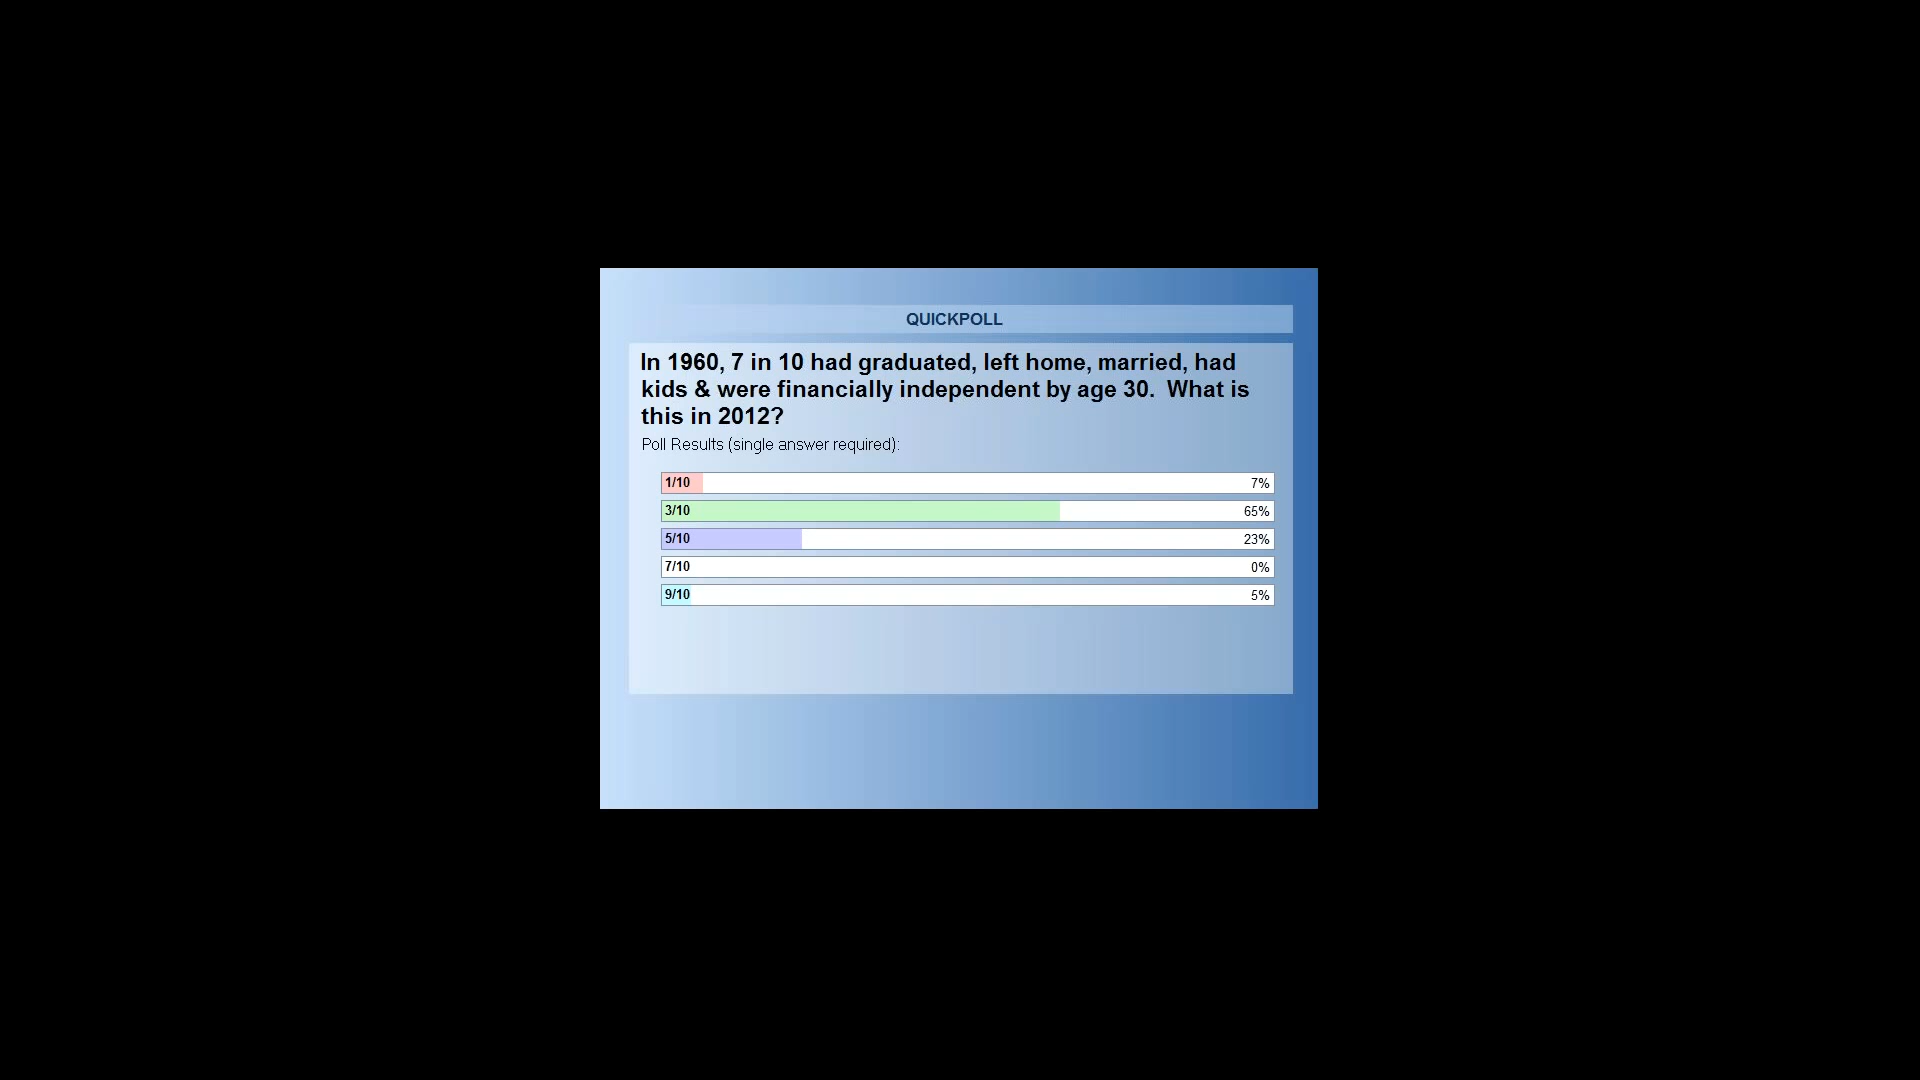 QUICKPOLL
In 1960, 7 in 10 had graduated, left home, married, had
kids & were financially independent by age 30.  What is
this in 2012?
Poll Results (single answer required):
1/10 7%
3/10 65%
5/10 23%
7/10 0%
9/10 5%